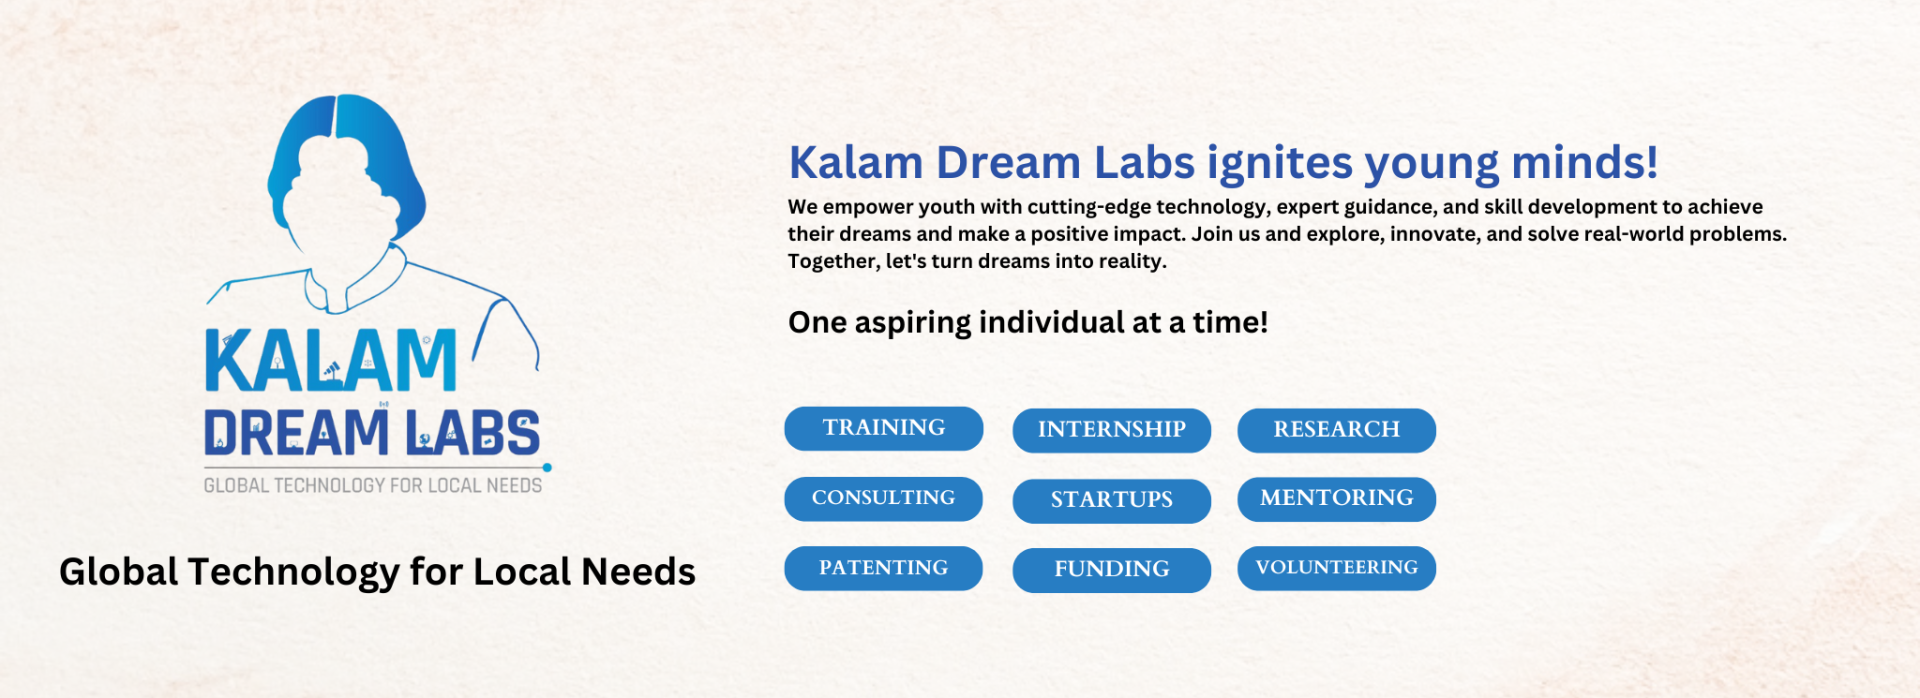 KALAM
DREAM LABS
GLOBAL TECHNOLOGY FOR LOCAL NEEDS
Global Technology for Local Needs
Kalam Dream Labs ignites young minds!
We empower youth with cutting-edge technology, expert guidance, and skill development to achieve
their dreams and make a positive impact. Join us and explore, innovate, and solve real-world problems.
Together, let's turn dreams into reality.
One aspiring individual at a time!
TRAINING
INTERNSHIP
RESEARCH
CONSULTING
STARTUPS
MENTORING
PATENTING
FUNDING
VOLUNTEERING